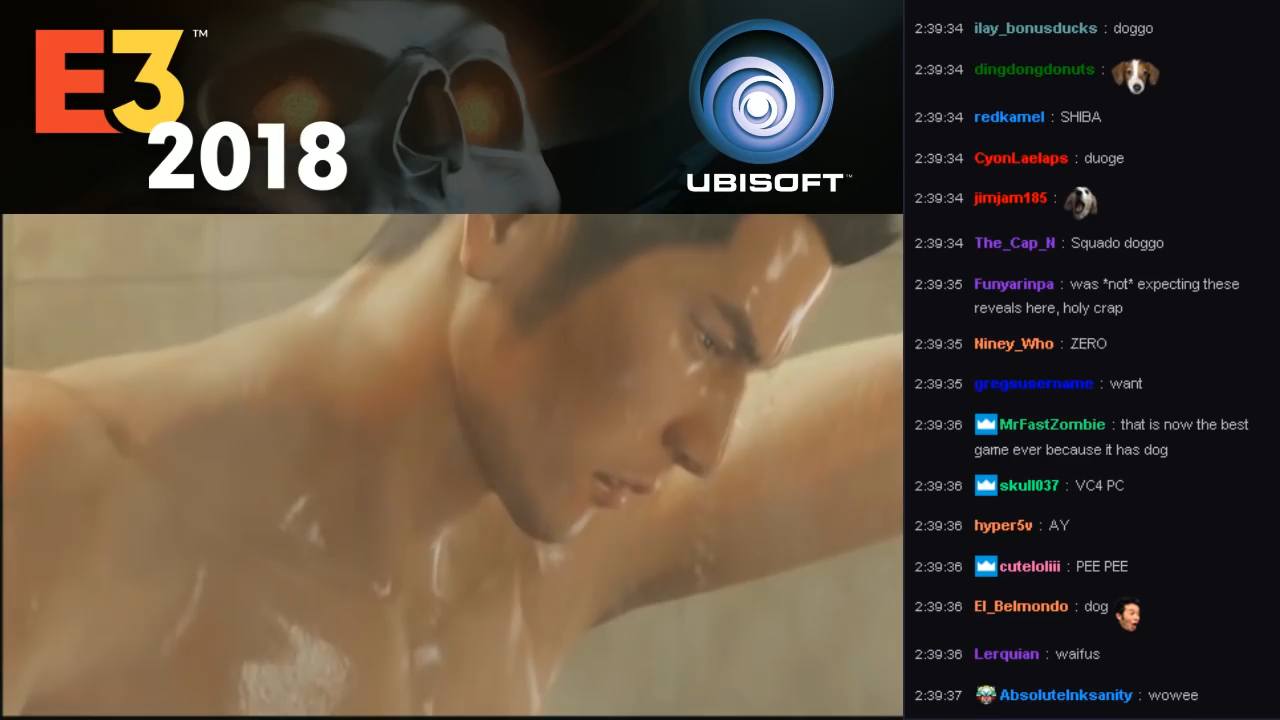 E3™
2018
UBISOFT™
2:39:34 ilay_bonusducks : doggo
2:39:34 dingdongdonuts :
2:39:34 redkamel : SHIBA
2:39:34 CyonLaelaps : duoge
2:39:34 jimjam185 :
2:39:34 The_Cap_N : Squado doggo
2:39:35 Funyarinpa : was *not* expecting these
reveals here, holy crap
2:39:35 Niney_Who : ZERO
2:39:35 gregsusername : want
2:39:36 MrFastZombie : that is now the best
game ever because it has dog
2:39:36 skull037 : VC4 PC
2:39:36 hyper5v : AY
2:39:36 cuteloliii : PEE PEE
2:39:36 El_Belmondo : dog
2:39:36 Lerquian : waifus
2:39:37 AbsoluteInksanity : wowee